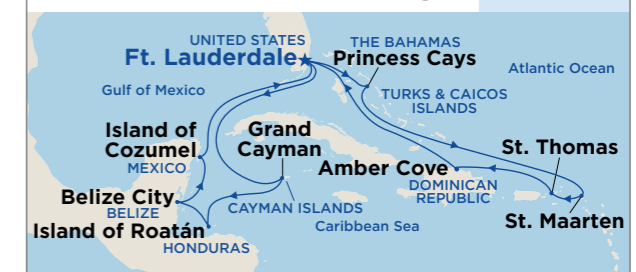 UNITED STATES
Ft. Lauderdale
THE BAHAMAS
Princess Cays
Atlantic Ocean
Gulf of Mexico
TURKS & CAICOS
ISLANDS
Island of
Cozumel
MEXICO
Grand
Cayman
St. Thomas
Amber Cove
DOMINICAN
REPUBLIC
Belize City
BELIZE
CAYMAN ISLANDS
Caribbean Sea
St. Maarten
Island of Roatán
HONDURAS